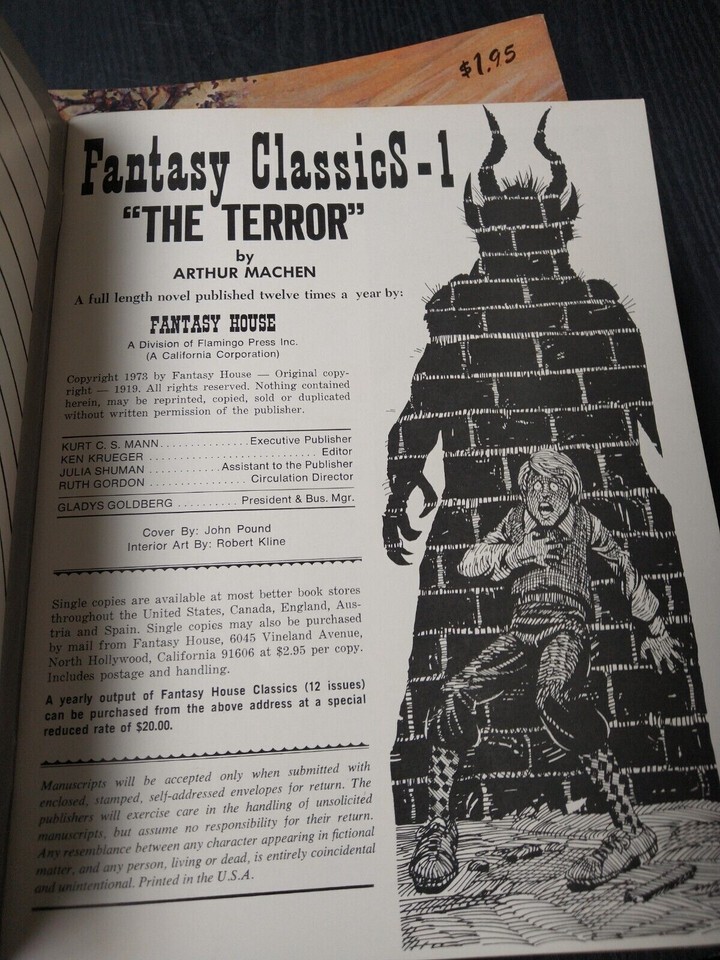 $1.95
Fantasy ClassicS - 1
“THE TERROR”
by
ARTHUR MACHEN
A full length novel published twelve times a year by:
FANTASY HOUSE
A Division of Flamingo Press Inc.
(A California Corporation)
Copyright 1973 by Fantasy House — Original copy-
right — 1919. All rights reserved. Nothing contained
herein, may be reprinted, copied, sold or duplicated
without written permission of the publisher.
KURT C. S. MANN...............Executive Publisher
KEN KRUEGER ............................ Editor
JULIA SHUMAN ............Assistant to the Publisher
RUTH GORDON ................ Circulation Director
GLADYS GOLDBERG .......... President & Bus. Mgr.
Cover By: John Pound
Interior Art By: Robert Kline
Single copies are available at most better book stores
throughout the United States, Canada, England, Aus-
tria and Spain. Single copies may also be purchased
by mail from Fantasy House, 6045 Vineland Avenue,
North Hollywood, California 91606 at $2.95 per copy.
Includes postage and handling.
A yearly output of Fantasy House Classics (12 issues)
can be purchased from the above address at a special
reduced rate of $20.00.
Manuscripts will be accepted only when submitted with
enclosed, stamped, self-addressed envelopes for return. The
publishers will exercise care in the handling of unsolicited
manuscripts, but assume no responsibility for their return.
Any resemblance between any character appearing in fictional
matter, and any person, living or dead, is entirely coincidental
and unintentional. Printed in the U.S.A.